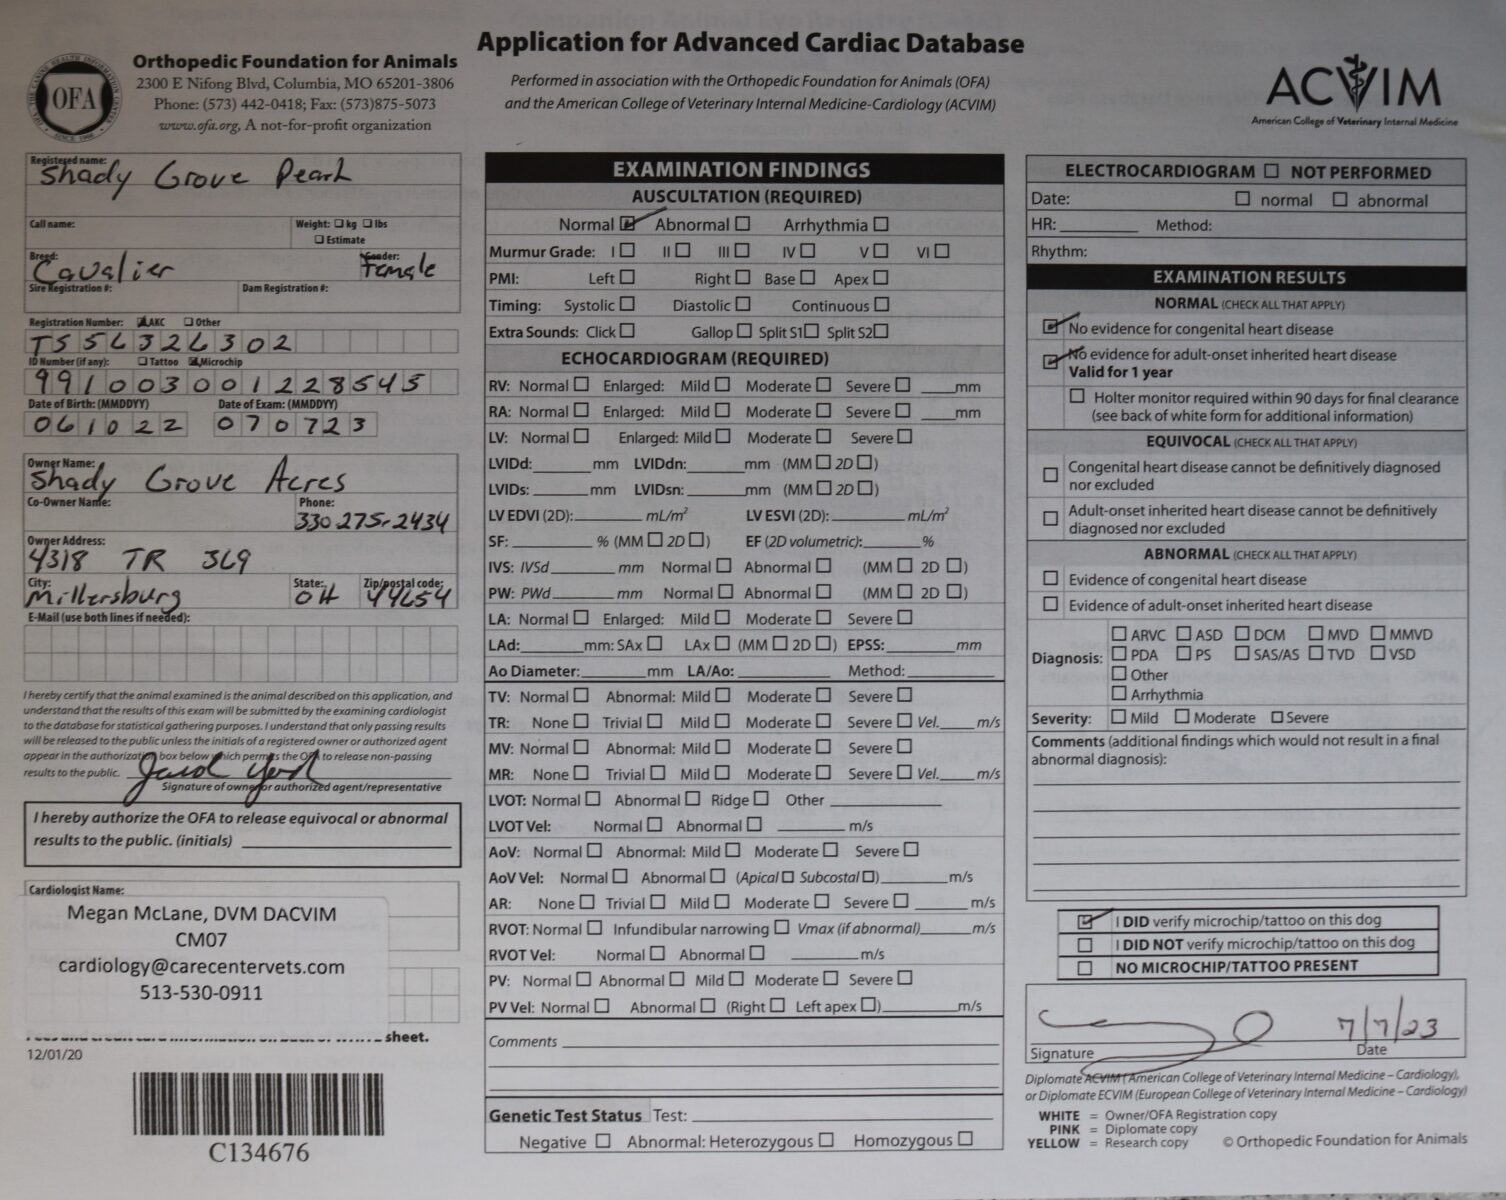 Application for Advanced Cardiac Database
Performed in association with the Orthopedic Foundation for Animals (OFA)
and the American College of Veterinary Internal Medicine-Cardiology (ACVIM)
OFA
Orthopedic Foundation for Animals
2300 E Nifong Blvd, Columbia, MO 65201-3806
Phone: (573) 442-0418; Fax: (573)875-5073
www.ofa.org, A not-for-profit organization
ACVIM
American College of Veterinary Internal Medicine
Registered name:
Shady Grove Pearl
Call name: Weight: ☐ kg ☐ lbs
☐ Estimate
Breed: Gender:
Cavalier Female
Sire Registration #: Dam Registration #:
Registration Number: ☑ AKC ☐ Other
TS56326302
ID Number (if any): ☐ Tattoo ☑ Microchip
991003001228545
Date of Birth: (MMDDYY) Date of Exam: (MMDDYY)
061022 070723
Owner Name:
Shady Grove Acres
Co-Owner Name: Phone:
330-275-2434
Owner Address:
4318 TR 369
City: State: Zip/postal code:
Millersburg OH 44654
E-Mail (use both lines if needed):
I hereby certify that the animal examined is the animal described on this application, and
understand that the results of this exam will be submitted by the examining cardiologist
to the database for statistical gathering purposes. I understand that only passing results
will be released to the public unless the initials of a registered owner or authorized agent
appear in the authorization box below which permits the OFA to release non-passing
results to the public.
Signature of owner or authorized agent/representative
I hereby authorize the OFA to release equivocal or abnormal
results to the public. (initials)
Cardiologist Name:
Megan McLane, DVM DACVIM
CM07
cardiology@carecentervets.com
513-530-0911
sheet.
12/01/20
C134676
EXAMINATION FINDINGS
AUSCULTATION (REQUIRED)
Normal ☑ Abnormal ☐ Arrhythmia ☐
Murmur Grade: I ☐ II ☐ III ☐ IV ☐ V ☐ VI ☐
PMI: Left ☐ Right ☐ Base ☐ Apex ☐
Timing: Systolic ☐ Diastolic ☐ Continuous ☐
Extra Sounds: Click ☐ Gallop ☐ Split S1 ☐ Split S2 ☐
ECHOCARDIOGRAM (REQUIRED)
RV: Normal ☐ Enlarged: Mild ☐ Moderate ☐ Severe ☐ ____mm
RA: Normal ☐ Enlarged: Mild ☐ Moderate ☐ Severe ☐ ____mm
LV: Normal ☐ Enlarged: Mild ☐ Moderate ☐ Severe ☐
LVIDd:____ mm LVIDdn:____ mm (MM ☐ 2D ☐)
LVIDs:____ mm LVIDsn:____ mm (MM ☐ 2D ☐)
LV EDVI (2D):____ mL/m² LV ESVI (2D):____ mL/m²
SF:____ % (MM ☐ 2D ☐) EF (2D volumetric):____ %
IVS: IVSd____ mm Normal ☐ Abnormal ☐ (MM ☐ 2D ☐)
PW: PWd____ mm Normal ☐ Abnormal ☐ (MM ☐ 2D ☐)
LA: Normal ☐ Enlarged: Mild ☐ Moderate ☐ Severe ☐
LAd:____mm: SAx ☐ LAx ☐ (MM ☐ 2D ☐) EPSS:____mm
Ao Diameter:____ mm LA/Ao:____ Method:____
TV: Normal ☐ Abnormal: Mild ☐ Moderate ☐ Severe ☐
TR: None ☐ Trivial ☐ Mild ☐ Moderate ☐ Severe ☐ Vel.____ m/s
MV: Normal ☐ Abnormal: Mild ☐ Moderate ☐ Severe ☐
MR: None ☐ Trivial ☐ Mild ☐ Moderate ☐ Severe ☐ Vel.____ m/s
LVOT: Normal ☐ Abnormal ☐ Ridge ☐ Other ____
LVOT Vel: Normal ☐ Abnormal ☐ ____ m/s
AoV: Normal ☐ Abnormal: Mild ☐ Moderate ☐ Severe ☐
AoV Vel: Normal ☐ Abnormal ☐ (Apical ☐ Subcostal ☐)____m/s
AR: None ☐ Trivial ☐ Mild ☐ Moderate ☐ Severe ☐ ____ m/s
RVOT: Normal ☐ Infundibular narrowing ☐ Vmax (if abnormal)____m/s
RVOT Vel: Normal ☐ Abnormal ☐ ____m/s
PV: Normal ☐ Abnormal ☐ Mild ☐ Moderate ☐ Severe ☐
PV Vel: Normal ☐ Abnormal ☐ (Right ☐ Left apex ☐)____m/s
Comments
Genetic Test Status Test:
Negative ☐ Abnormal: Heterozygous ☐ Homozygous ☐
ELECTROCARDIOGRAM ☐ NOT PERFORMED
Date: ☐ normal ☐ abnormal
HR:____ Method:
Rhythm:
EXAMINATION RESULTS
NORMAL (CHECK ALL THAT APPLY)
☑ No evidence for congenital heart disease
☑ No evidence for adult-onset inherited heart disease
Valid for 1 year
☐ Holter monitor required within 90 days for final clearance
(see back of white form for additional information)
EQUIVOCAL (CHECK ALL THAT APPLY)
☐ Congenital heart disease cannot be definitively diagnosed
nor excluded
☐ Adult-onset inherited heart disease cannot be definitively
diagnosed nor excluded
ABNORMAL (CHECK ALL THAT APPLY)
☐ Evidence of congenital heart disease
☐ Evidence of adult-onset inherited heart disease
☐ ARVC ☐ ASD ☐ DCM ☐ MVD ☐ MMVD
Diagnosis: ☐ PDA ☐ PS ☐ SAS/AS ☐ TVD ☐ VSD
☐ Other
☐ Arrhythmia
Severity: ☐ Mild ☐ Moderate ☐ Severe
Comments (additional findings which would not result in a final
abnormal diagnosis):
☑ I DID verify microchip/tattoo on this dog
☐ I DID NOT verify microchip/tattoo on this dog
☐ NO MICROCHIP/TATTOO PRESENT
7/7/23
Signature Date
Diplomate ACVIM (American College of Veterinary Internal Medicine – Cardiology),
or Diplomate ECVIM (European College of Veterinary Internal Medicine – Cardiology)
WHITE = Owner/OFA Registration copy
PINK = Diplomate copy
YELLOW = Research copy © Orthopedic Foundation for Animals